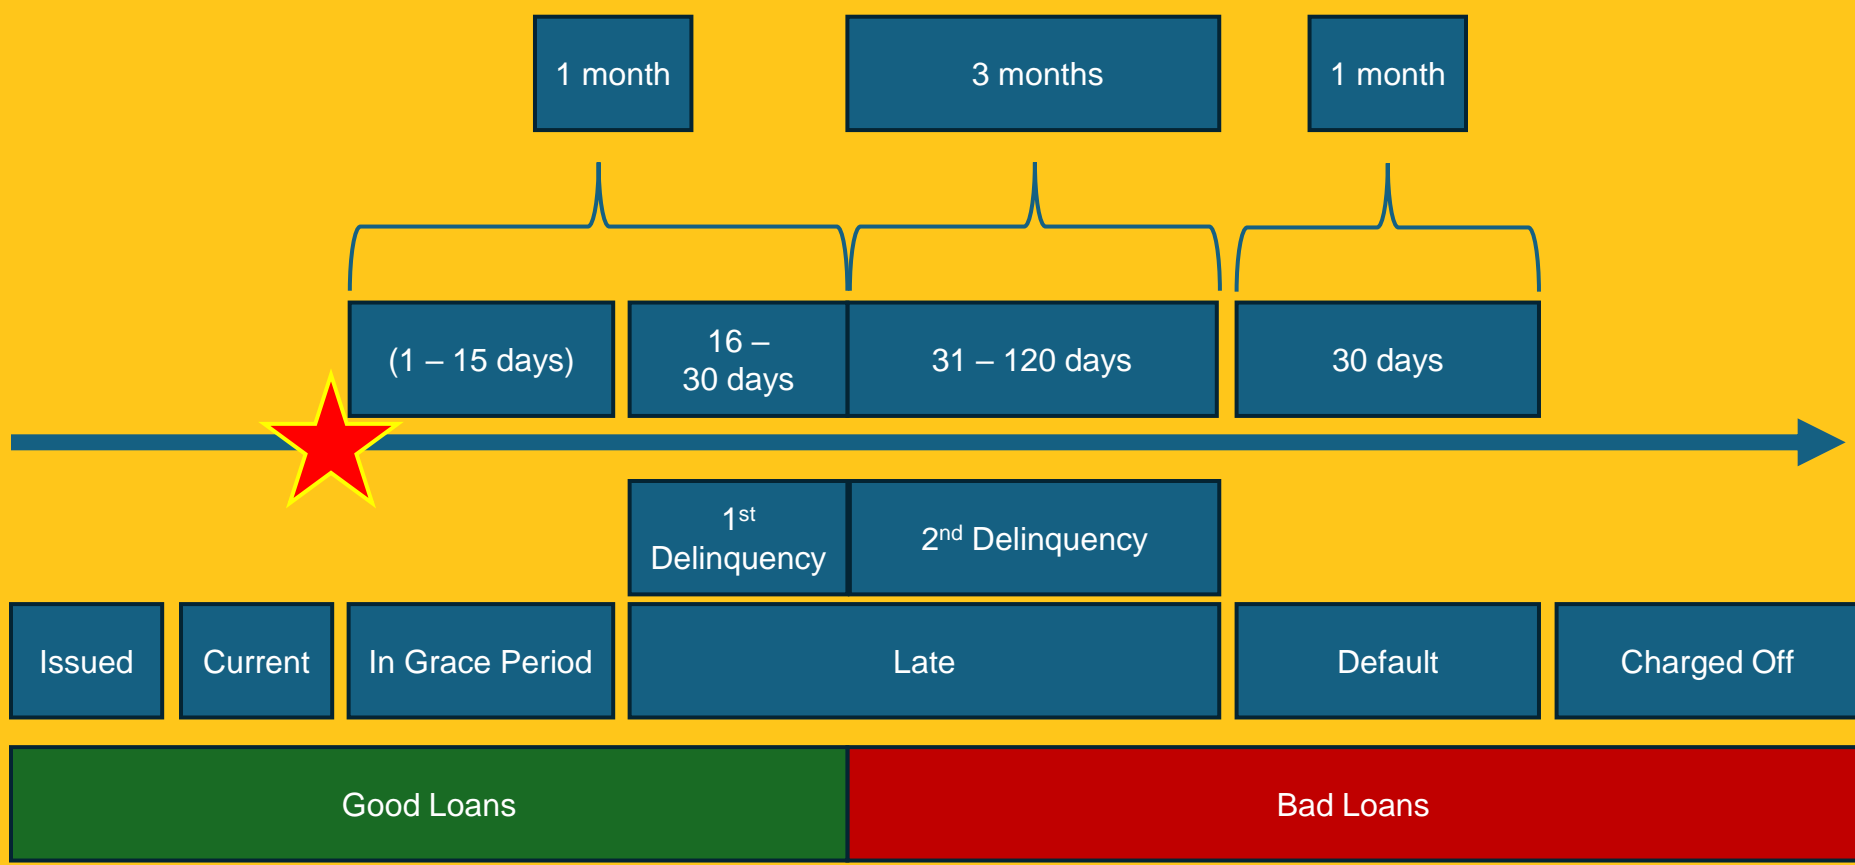 1 month
3 months
1 month
(1 – 15 days)
16 –
30 days
31 – 120 days
30 days
1st
Delinquency
2nd Delinquency
Issued
Current
In Grace Period
Late
Default
Charged Off
Good Loans
Bad Loans